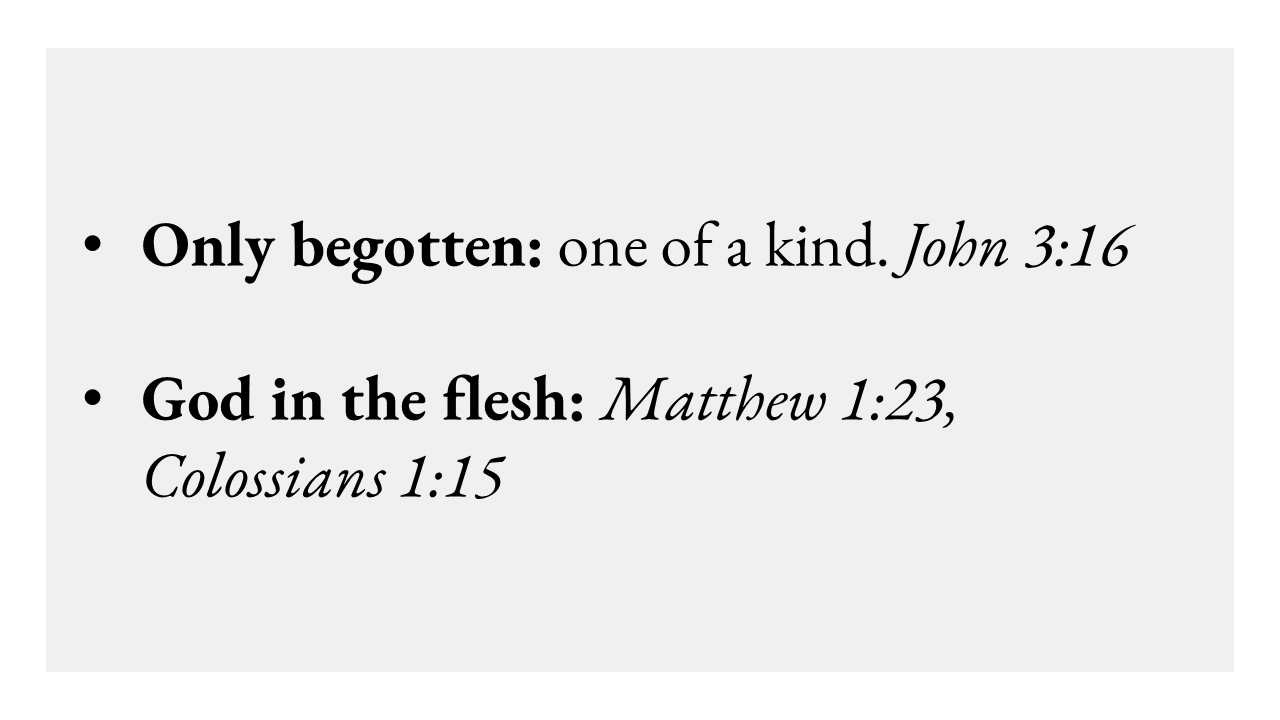 • Only begotten: one of a kind. John 3:16
• God in the flesh: Matthew 1:23,
Colossians 1:15